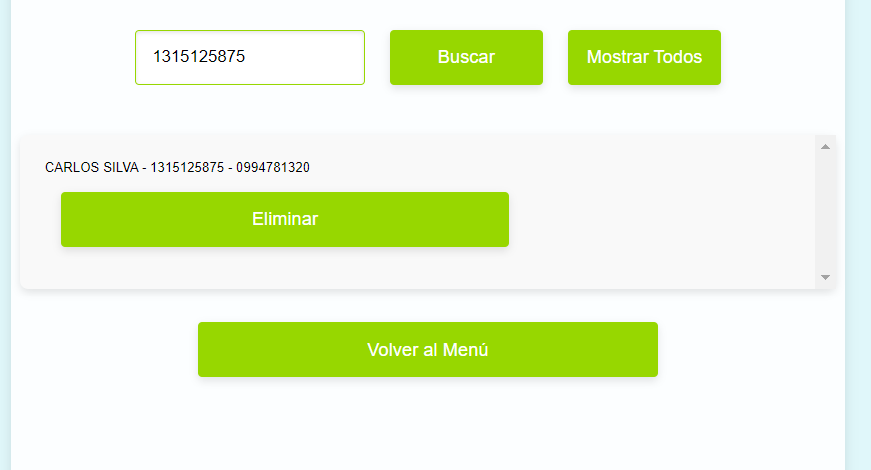 1315125875 Buscar Mostrar Todos
CARLOS SILVA - 1315125875 - 0994781320
Eliminar
Volver al Menú